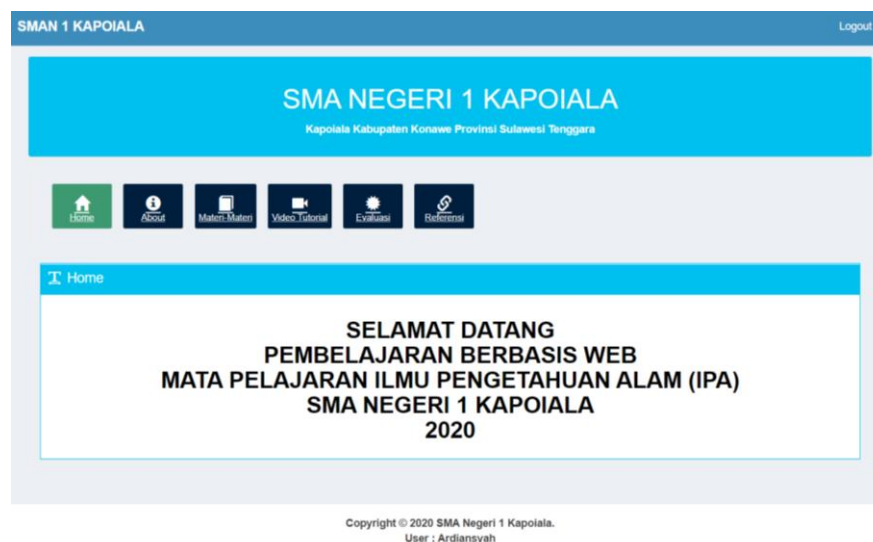 SMAN 1 KAPOIALA
Logout
SMA NEGERI 1 KAPOIALA
Kapoiala Kabupaten Konawe Provinsi Sulawesi Tenggara
Home
About
Materi-Materi
Video Tutorial
Evaluasi
Referensi
Home
SELAMAT DATANG
PEMBELAJARAN BERBASIS WEB
MATA PELAJARAN ILMU PENGETAHUAN ALAM (IPA)
SMA NEGERI 1 KAPOIALA
2020
Copyright © 2020 SMA Negeri 1 Kapoiala.
User : Ardiansyah